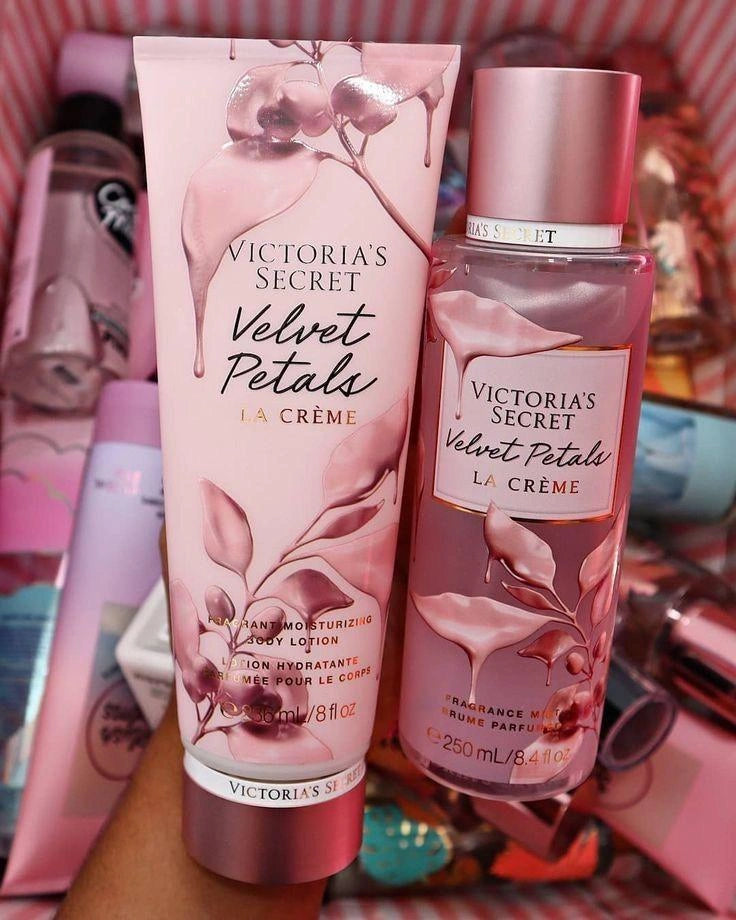 VICTORIA'S
SECRET
Velvet
Petals
LA CRÈME
FRAGRANT MOISTURIZING
BODY LOTION
LOTION HYDRATANTE
PARFUMÉE POUR LE CORPS
℮ 236 mL/8 fl oz
VICTORIA'S SECRET
RIA'S SECRET
VICTORIA'S
SECRET
Velvet Petals
LA CRÈME
FRAGRANCE MIST
BRUME PARFUMÉE
℮ 250 mL/8.4 fl oz